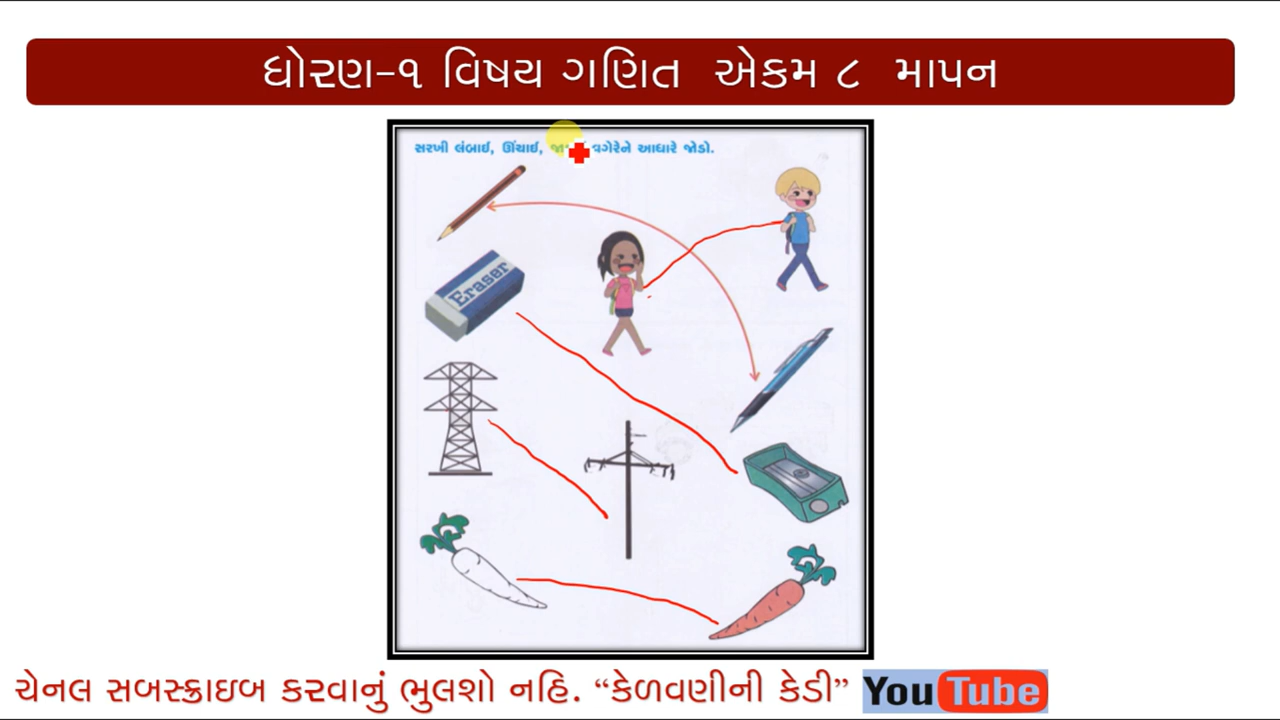 ધોરણ-૧ વિષય ગણિત એકમ ૮ માપન
સરખી લંબાઈ, ઊંચાઈ, વગેરેને આધારે જોડો.
Eraser
ચેનલ સબસ્ક્રાઇબ કરવાનું ભુલશો નહિ. “કેળવણીની કેડી” YouTube